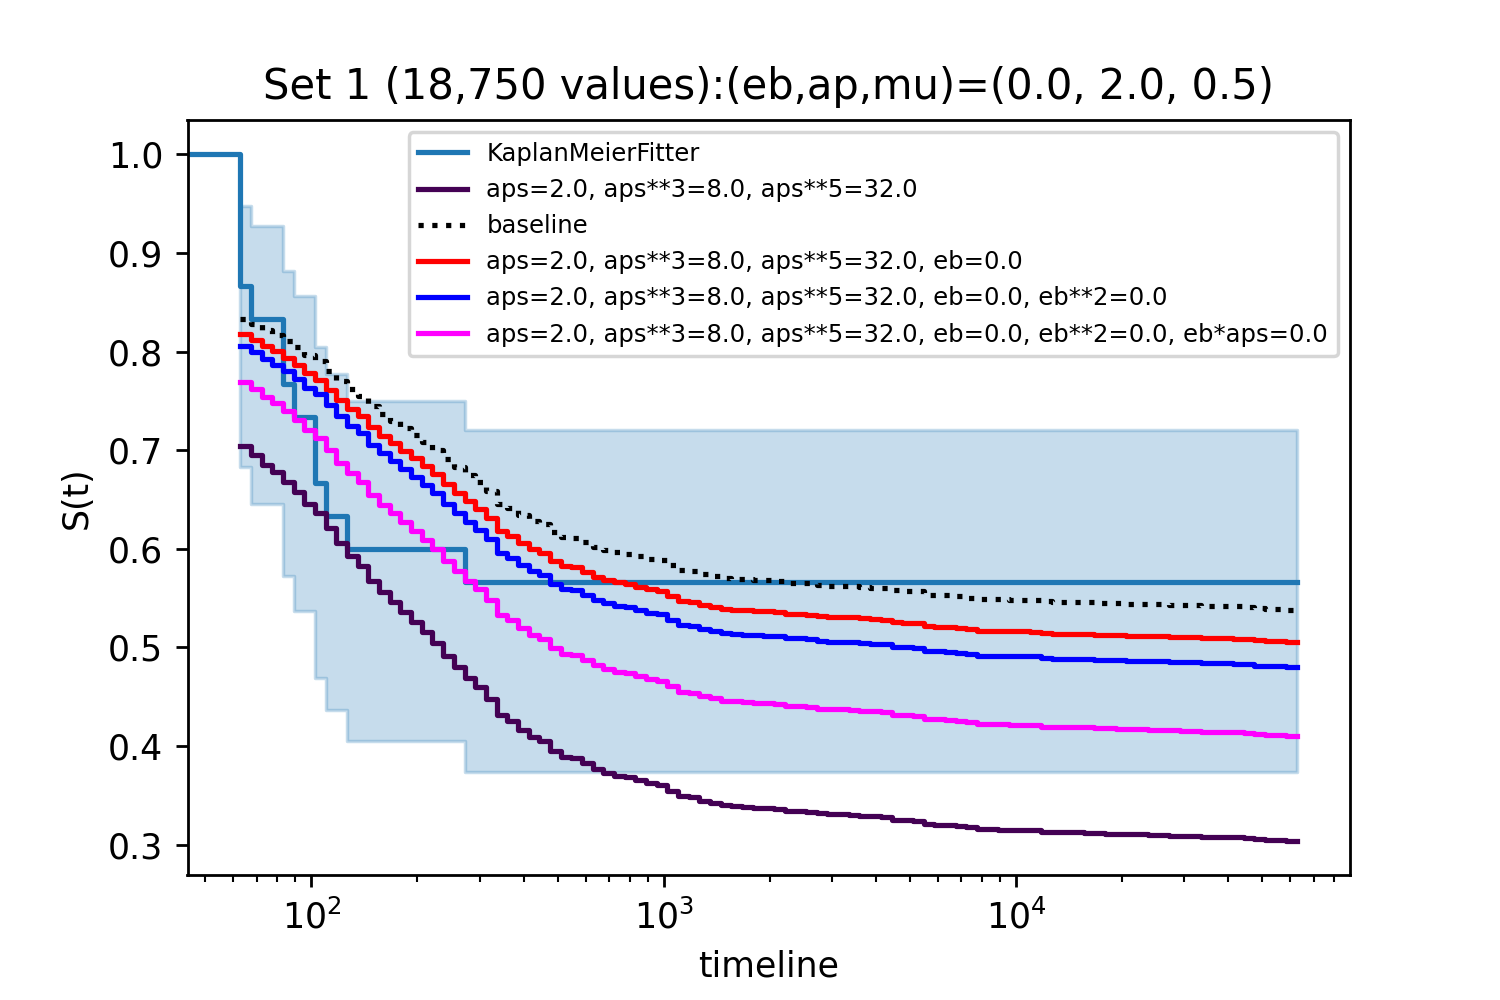 Set 1 (18,750 values):(eb,ap,mu)=(0.0, 2.0, 0.5)
KaplanMeierFitter
aps=2.0, aps**3=8.0, aps**5=32.0
baseline
aps=2.0, aps**3=8.0, aps**5=32.0, eb=0.0
aps=2.0, aps**3=8.0, aps**5=32.0, eb=0.0, eb**2=0.0
aps=2.0, aps**3=8.0, aps**5=32.0, eb=0.0, eb**2=0.0, eb*aps=0.0
1.0
0.9
0.8
0.7
0.6
0.5
0.4
0.3
S(t)
10² 10³ 10⁴
timeline